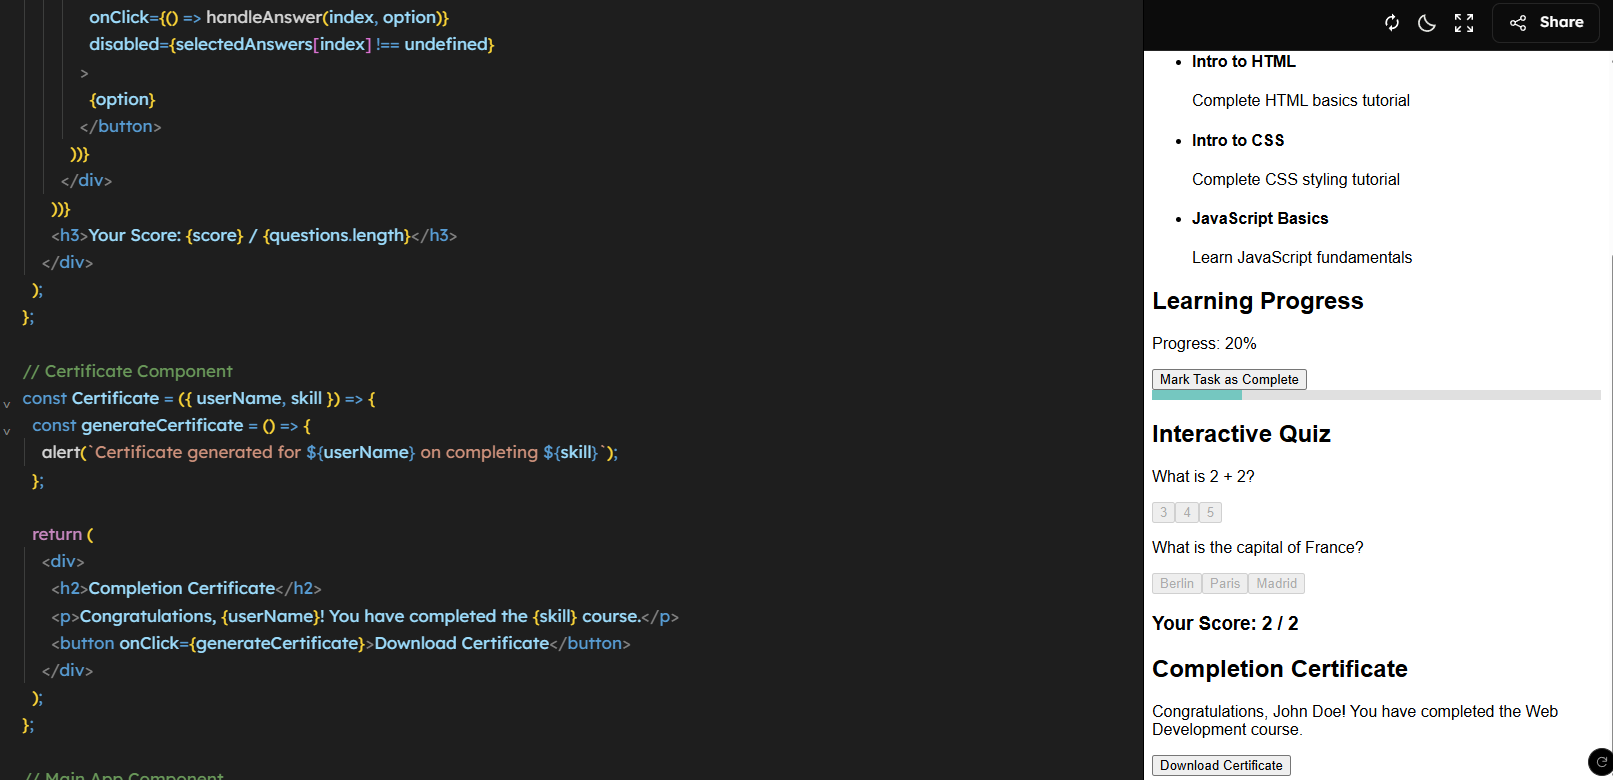 onClick={() => handleAnswer(index, option)}
disabled={selectedAnswers[index] !== undefined}
>
{option}
</button>
))}
</div>
))}
<h3>Your Score: {score} / {questions.length}</h3>
</div>
);
};
// Certificate Component
const Certificate = ({ userName, skill }) => {
const generateCertificate = () => {
alert(`Certificate generated for ${userName} on completing ${skill}`);
};
return (
<div>
<h2>Completion Certificate</h2>
<p>Congratulations, {userName}! You have completed the {skill} course.</p>
<button onClick={generateCertificate}>Download Certificate</button>
</div>
);
};
// Main App Component
Share
Intro to HTML
Complete HTML basics tutorial
Intro to CSS
Complete CSS styling tutorial
JavaScript Basics
Learn JavaScript fundamentals
Learning Progress
Progress: 20%
Mark Task as Complete
Interactive Quiz
What is 2 + 2?
3 4 5
What is the capital of France?
Berlin Paris Madrid
Your Score: 2 / 2
Completion Certificate
Congratulations, John Doe! You have completed the Web
Development course.
Download Certificate